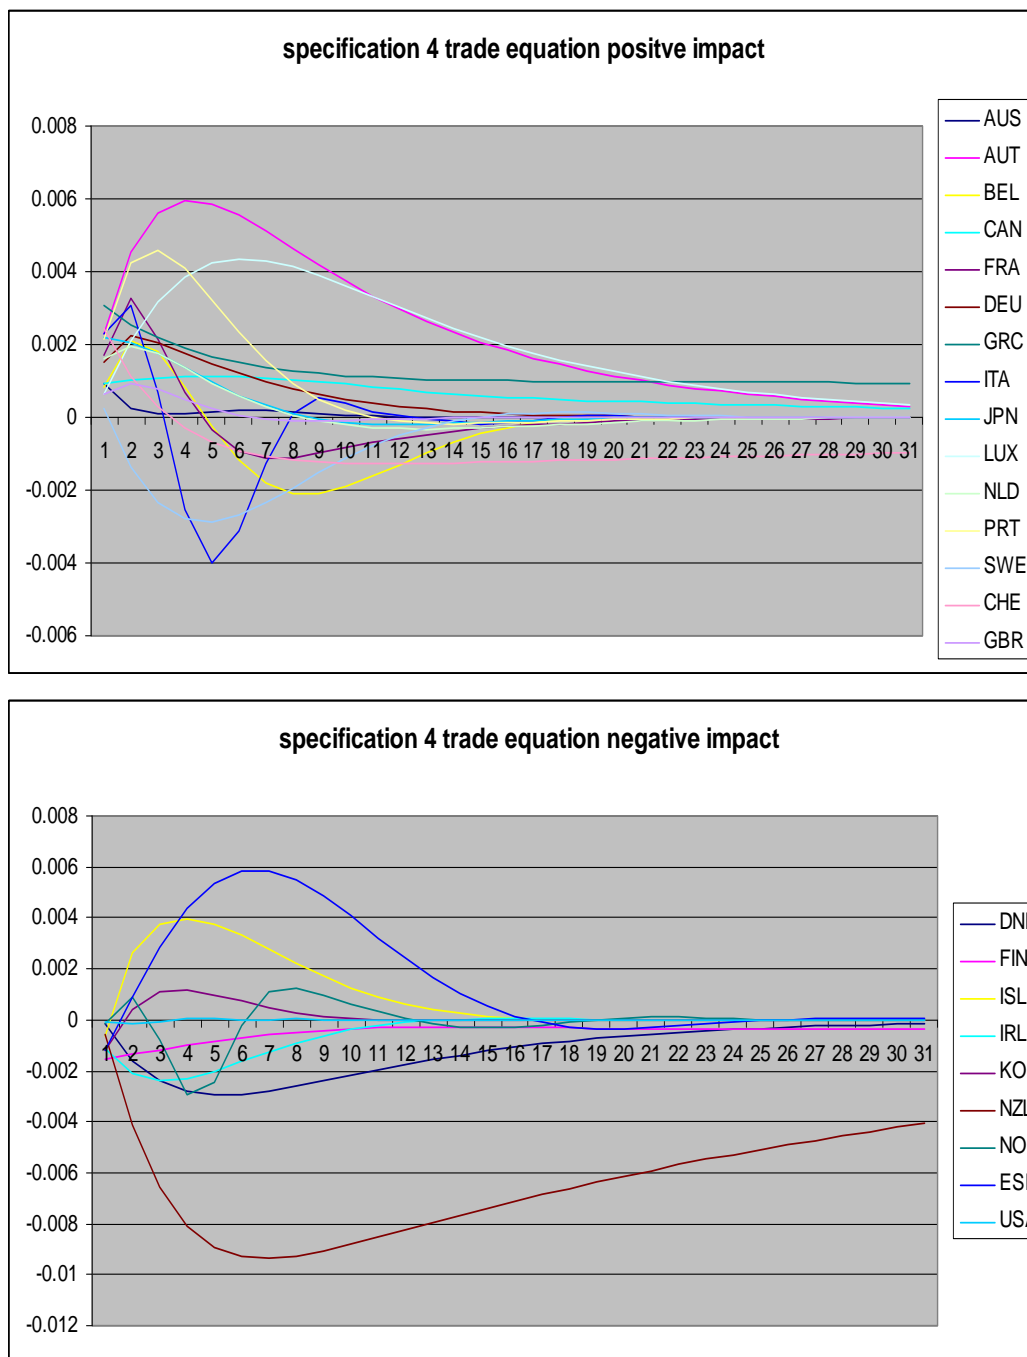 specification 4 trade equation positve impact
0.008
0.006
0.004
0.002
0
-0.002
-0.004
-0.006
1 2 3 4 5 6 7 8 9 10 11 12 13 14 15 16 17 18 19 20 21 22 23 24 25 26 27 28 29 30 31
AUS
AUT
BEL
CAN
FRA
DEU
GRC
ITA
JPN
LUX
NLD
PRT
SWE
CHE
GBR
specification 4 trade equation negative impact
0.008
0.006
0.004
0.002
0
-0.002
-0.004
-0.006
-0.008
-0.01
-0.012
1 2 3 4 5 6 7 8 9 10 11 12 13 14 15 16 17 18 19 20 21 22 23 24 25 26 27 28 29 30 31
FIN
ISL
IRL
KO
NO